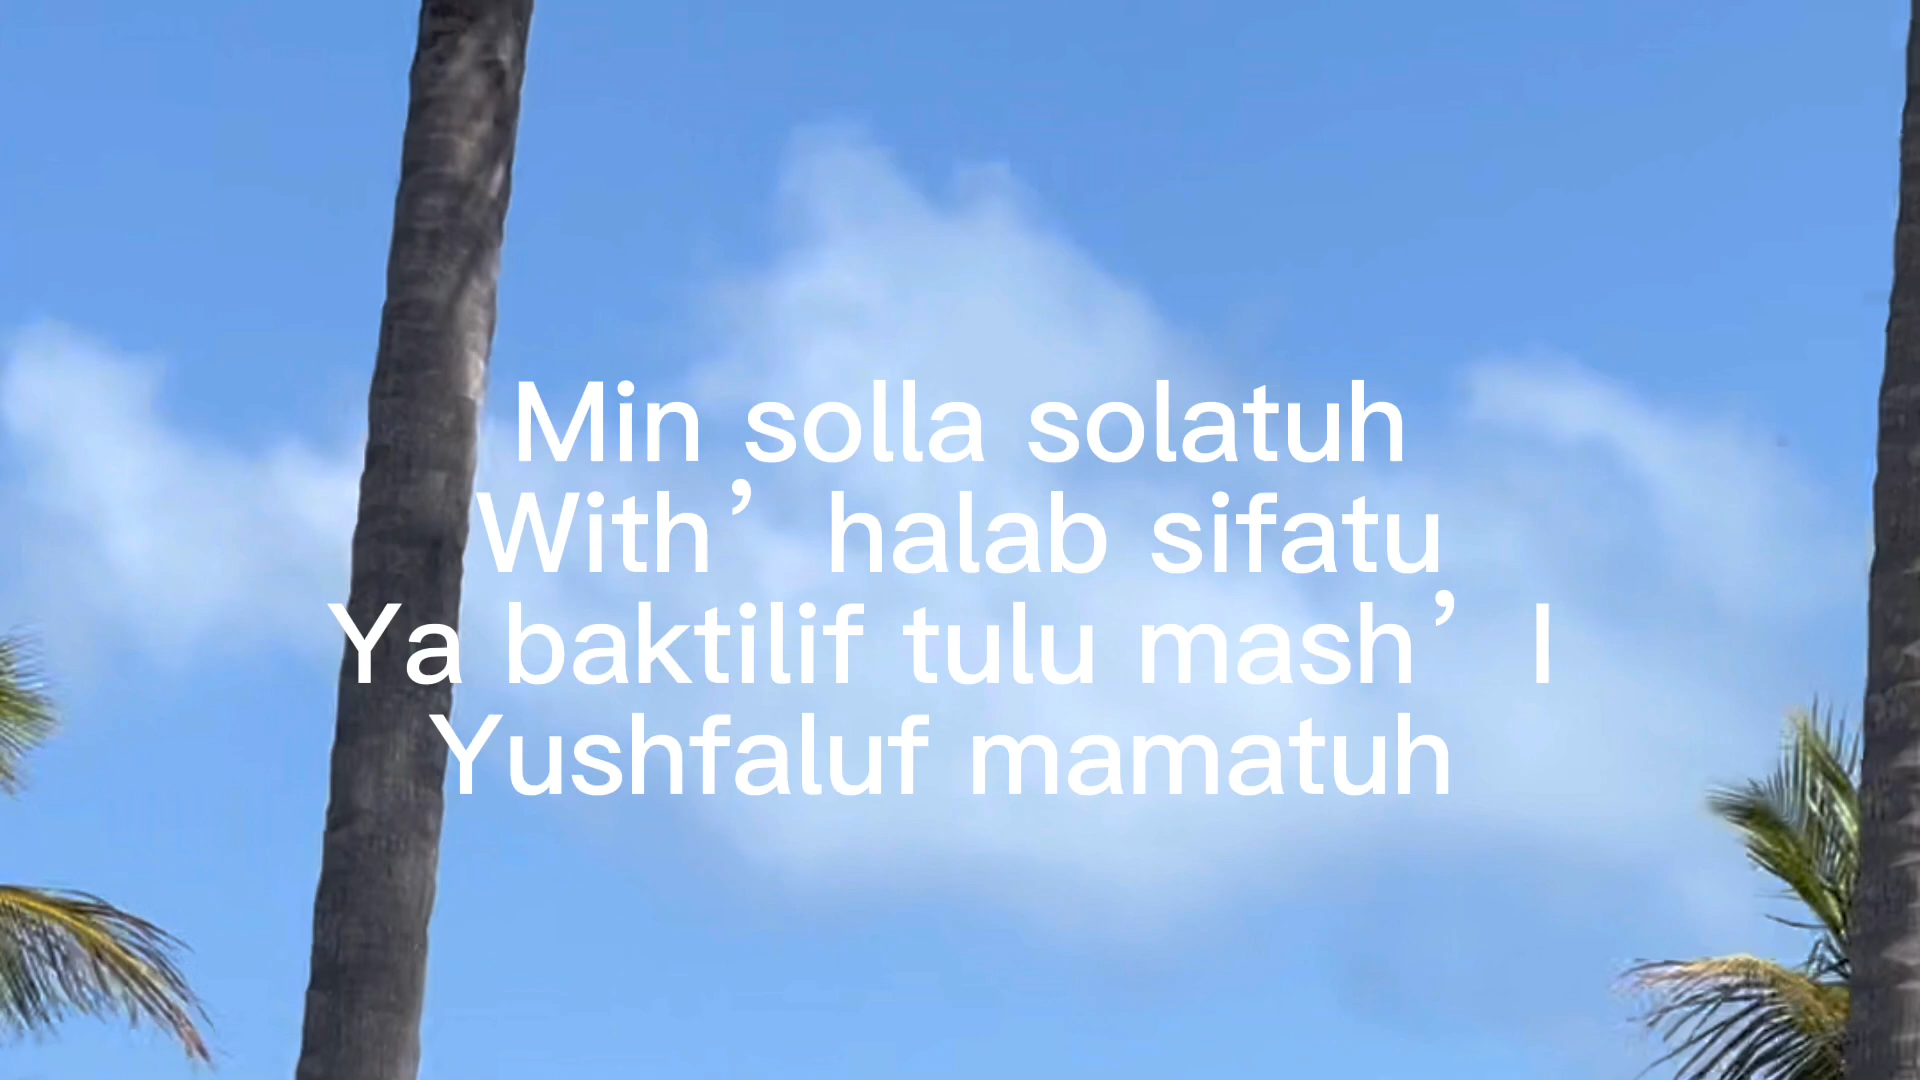 Min solla solatuh
With’ halab sifatu
Ya baktilif tulu mash’ l
Yushfaluf mamatuh